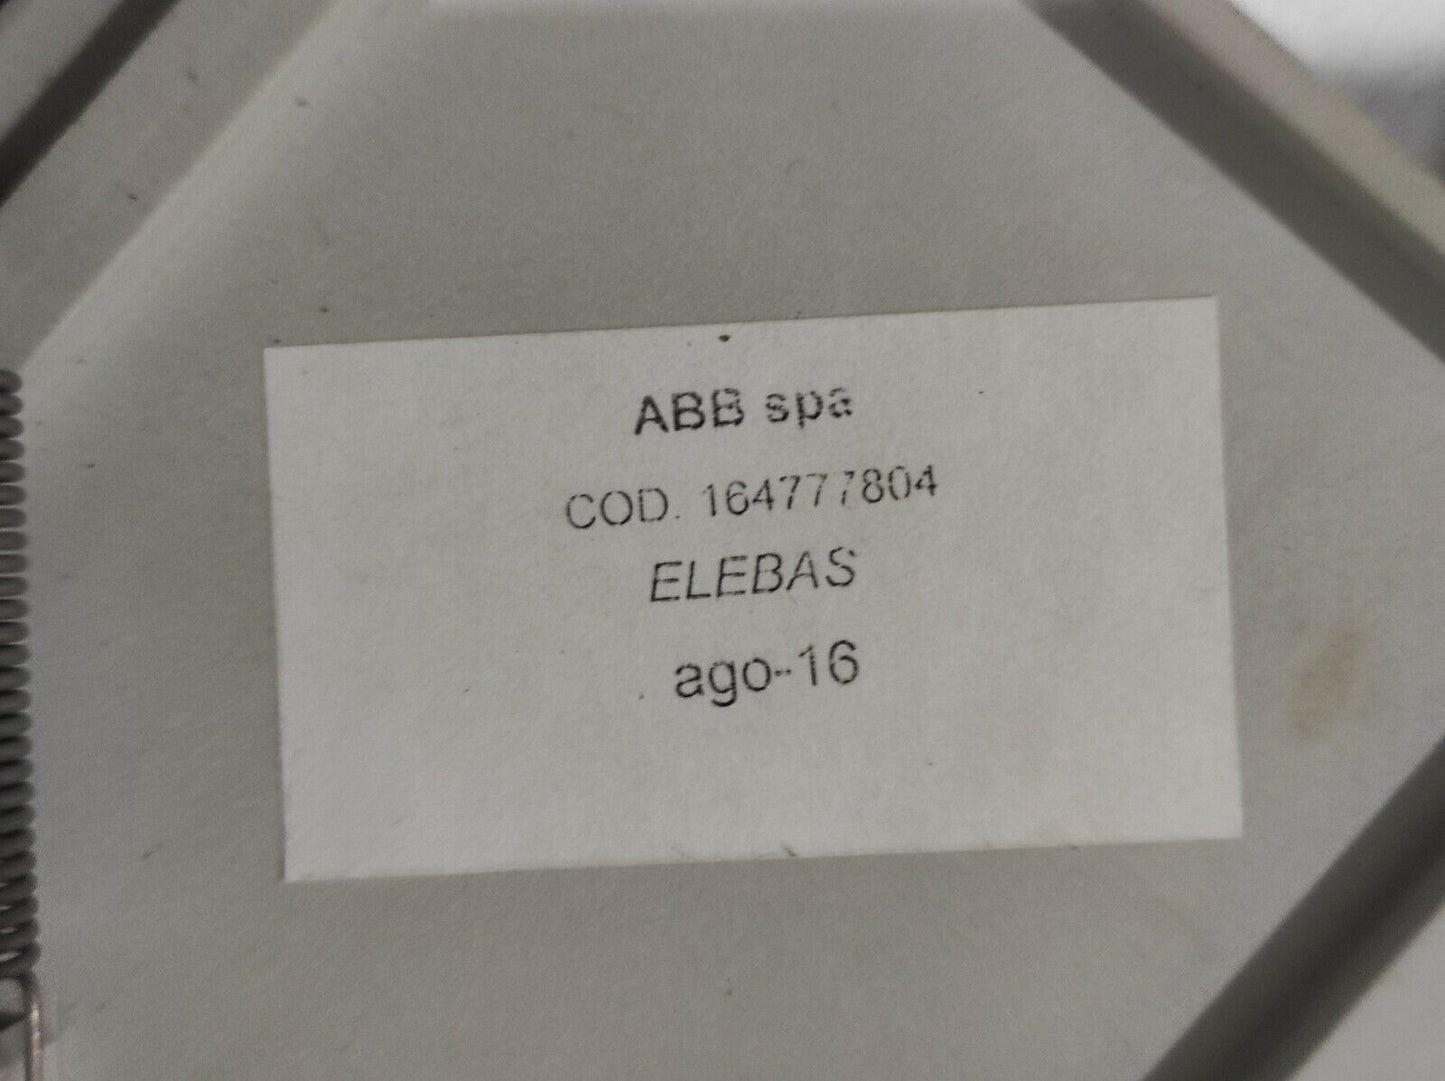 ABB spa
COD. 164777804
ELEBAS
ago-16